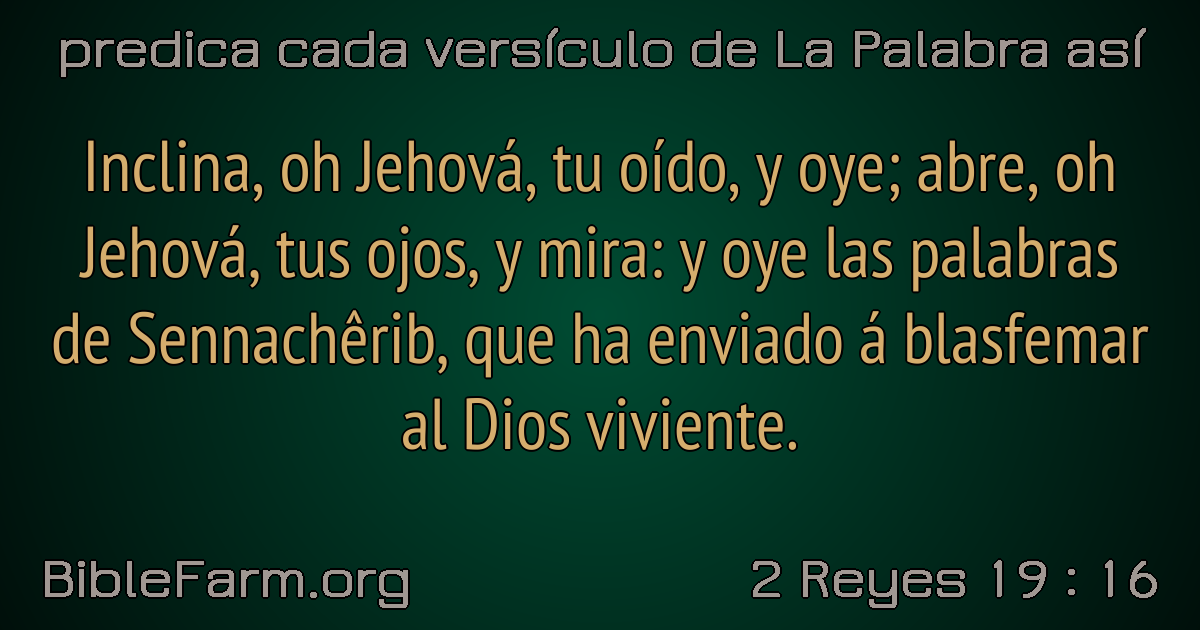 predica cada versículo de La Palabra así
Inclina, oh Jehová, tu oído, y oye; abre, oh
Jehová, tus ojos, y mira: y oye las palabras
de Sennachêrib, que ha enviado á blasfemar
al Dios viviente.
BibleFarm.org
2 Reyes 19 : 16